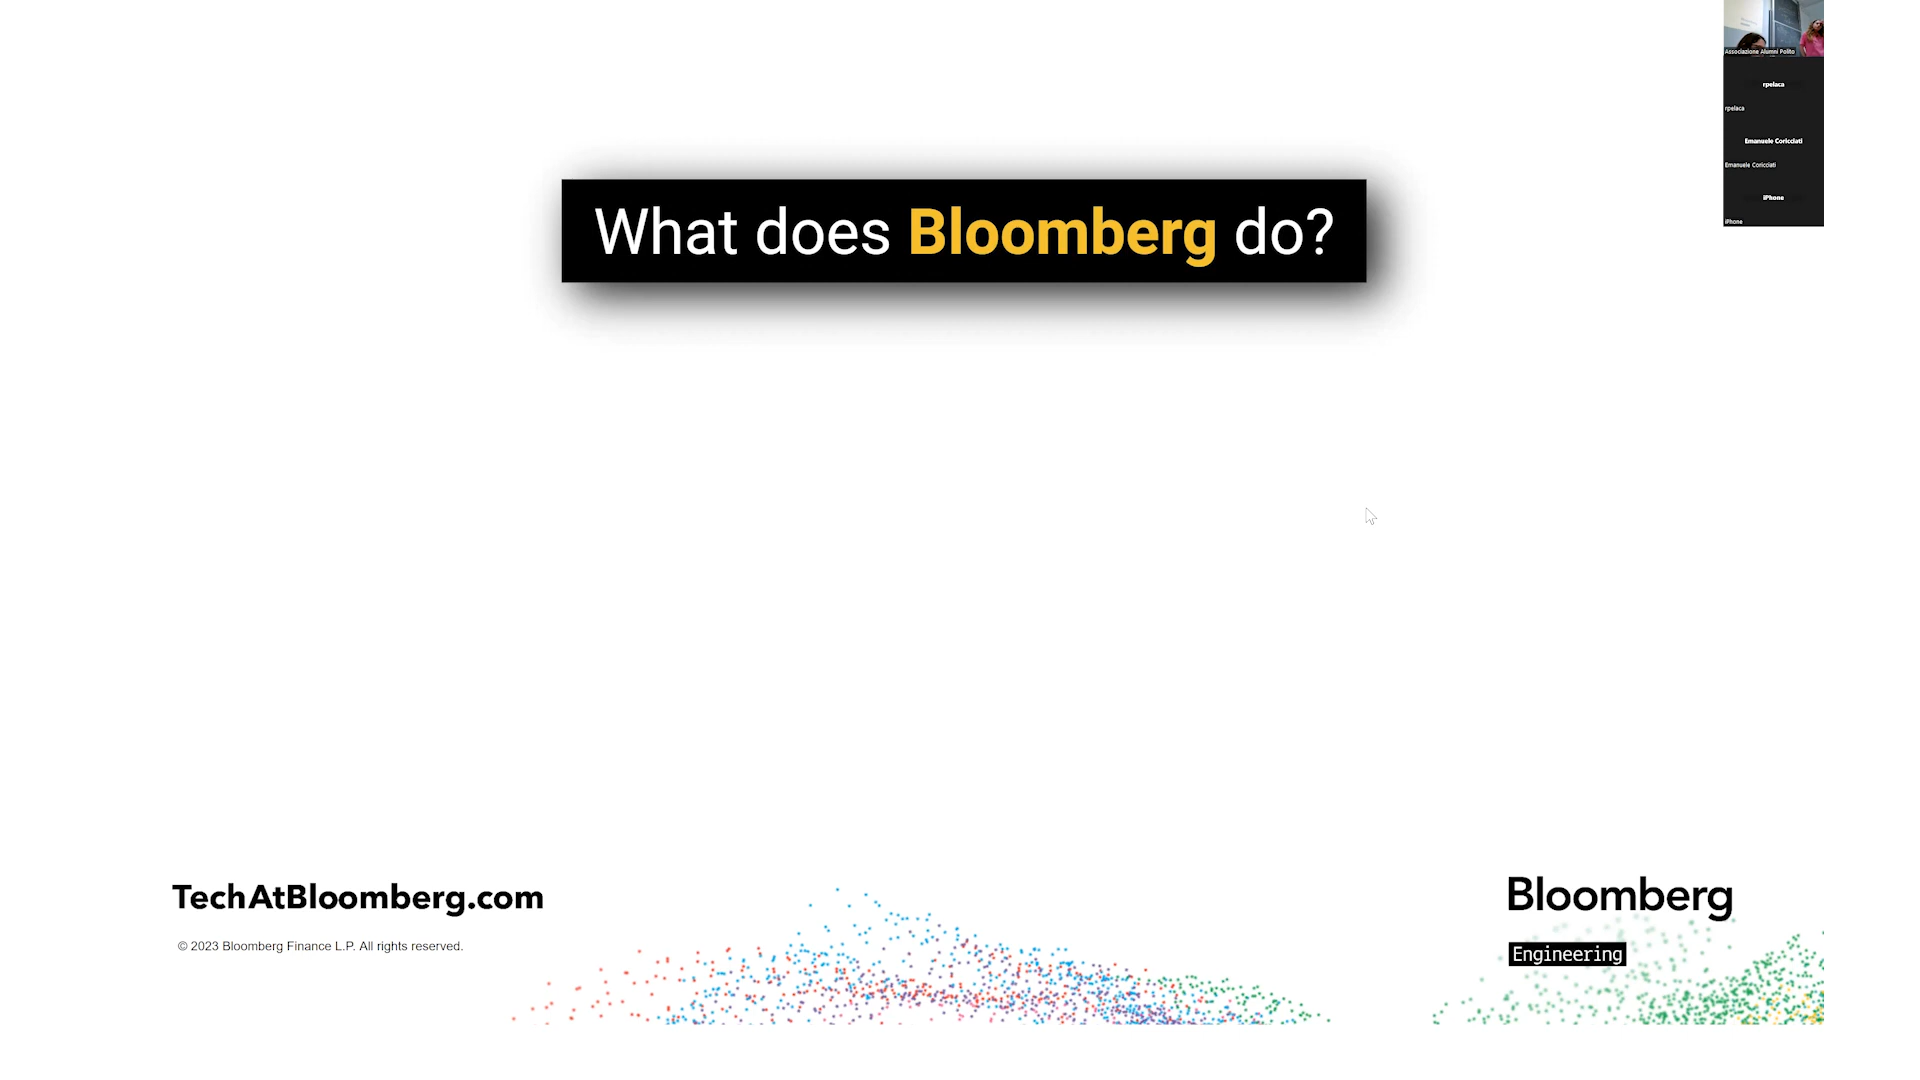 What does Bloomberg do?
Associazione Alumni Polito
rpelaca
rpelaca
Emanuele Coricciati
Emanuele Coricciati
iPhone
iPhone
TechAtBloomberg.com
© 2023 Bloomberg Finance L.P. All rights reserved.
Bloomberg
Engineering